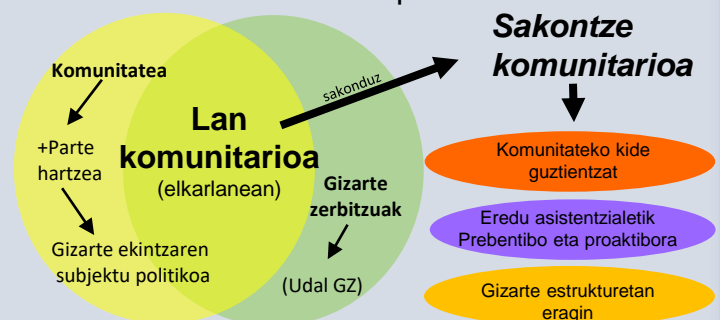 Komunitatea
+Parte
hartzea
Gizarte ekintzaren
subjektu politikoa
Lan
komunitarioa
(elkarlanean)
Gizarte
zerbitzuak
(Udal GZ)
sakonduz
Sakontze
komunitarioa
Komunitateko kide
guztientzat
Eredu asistentzialetik
Prebentibo eta proaktibora
Gizarte estrukturetan
eragin